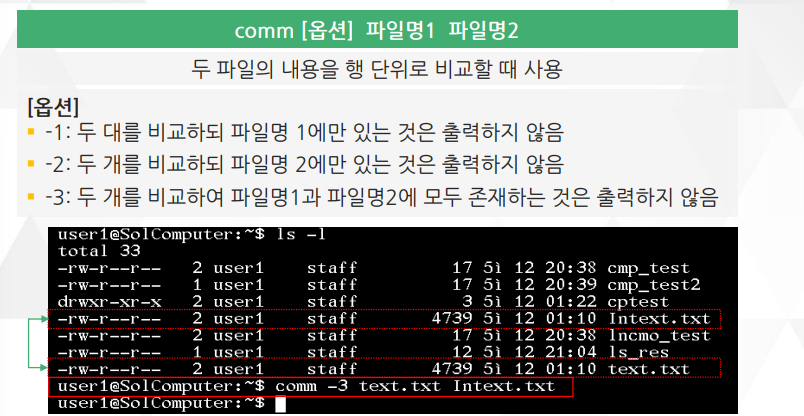 comm [옵션] 파일명1 파일명2
두 파일의 내용을 행 단위로 비교할 때 사용
[옵션]
-1: 두 대를 비교하되 파일명 1에만 있는 것은 출력하지 않음
-2: 두 개를 비교하되 파일명 2에만 있는 것은 출력하지 않음
-3: 두 개를 비교하여 파일명1과 파일명2에 모두 존재하는 것은 출력하지 않음
user1@SolComputer:~$ ls -l
total 33
-rw-r--r-- 2 user1 staff 17 5ì 12 20:38 cmp_test
-rw-r--r-- 1 user1 staff 17 5ì 12 20:39 cmp_test2
drwxr-xr-x 2 user1 staff 3 5ì 12 01:22 cptest
-rw-r--r-- 2 user1 staff 4739 5ì 12 01:10 Intext.txt
-rw-r--r-- 2 user1 staff 17 5ì 12 20:38 lncmo_test
-rw-r--r-- 1 user1 staff 12 5ì 12 21:04 ls_res
-rw-r--r-- 2 user1 staff 4739 5ì 12 01:10 text.txt
user1@SolComputer:~$ comm -3 text.txt Intext.txt
user1@SolComputer:~$